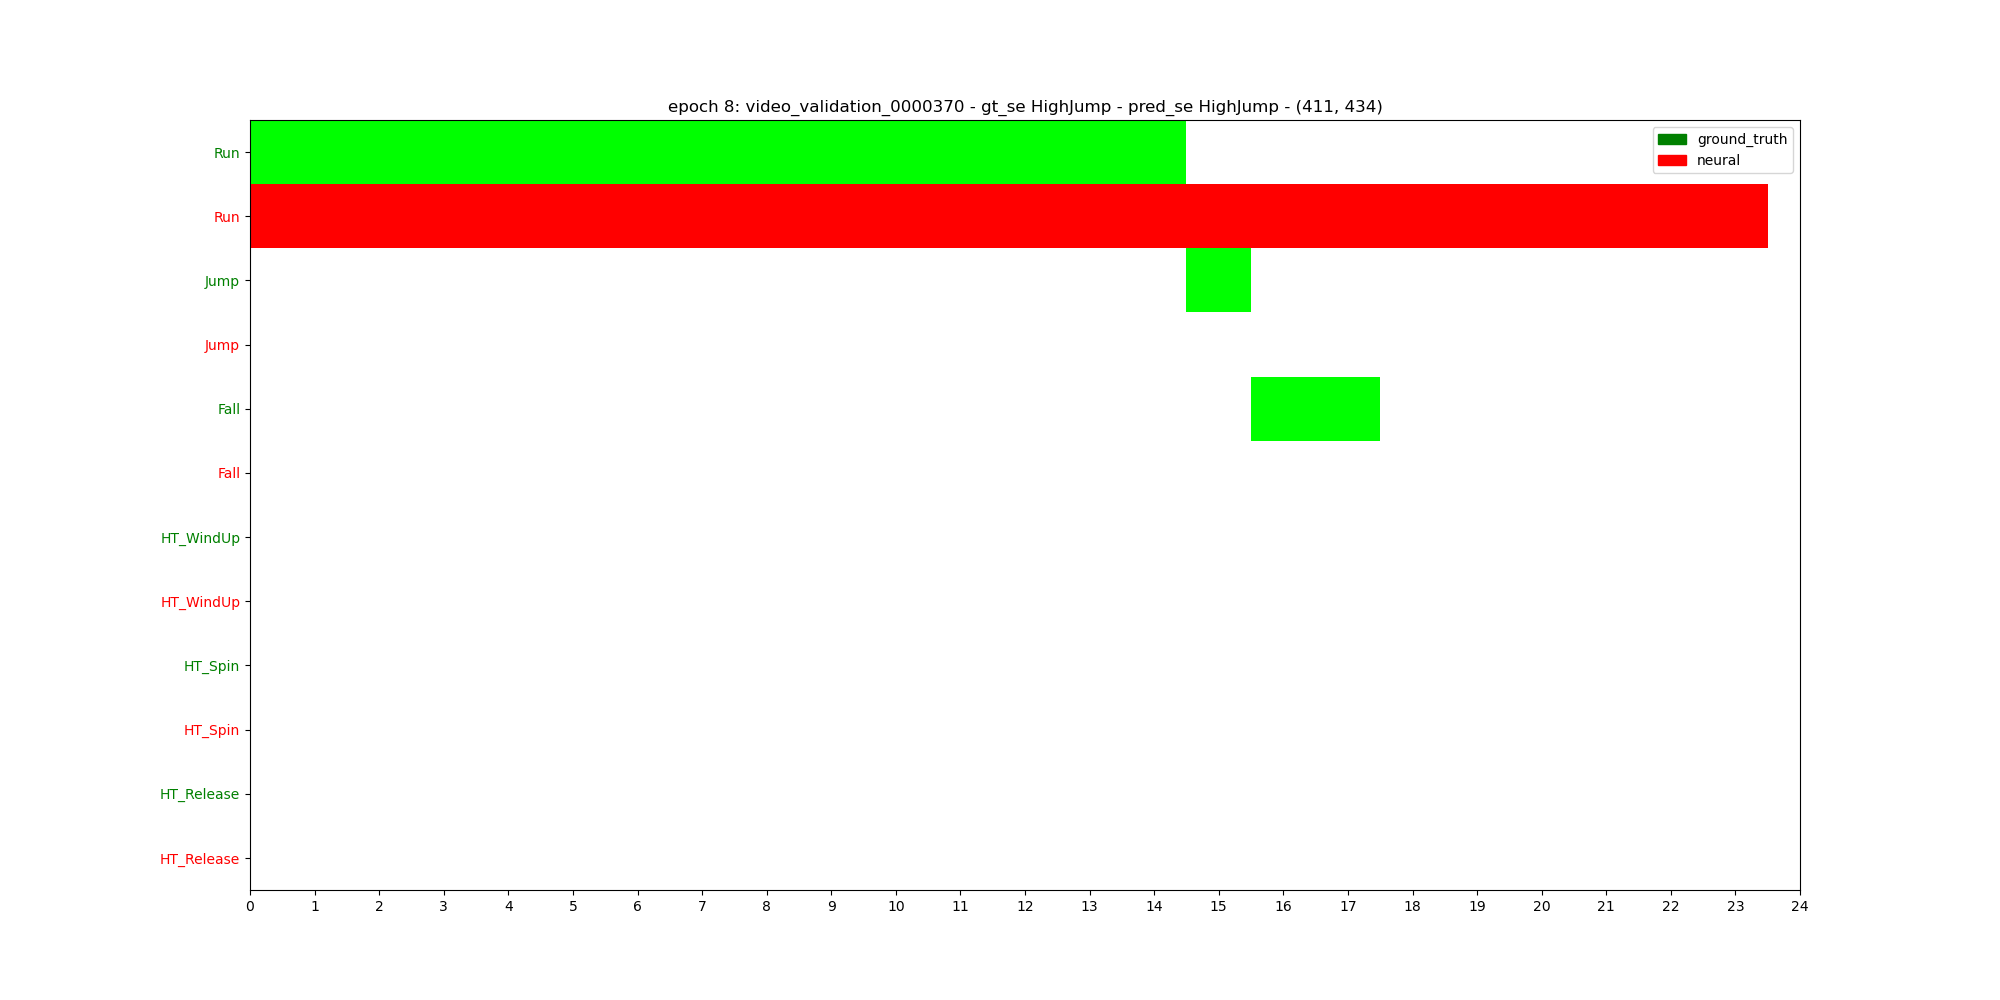 epoch 8: video_validation_0000370 - gt_se HighJump - pred_se HighJump - (411, 434)
ground_truth
neural
Run
Run
Jump
Jump
Fall
Fall
HT_WindUp
HT_WindUp
HT_Spin
HT_Spin
HT_Release
HT_Release
0 1 2 3 4 5 6 7 8 9 10 11 12 13 14 15 16 17 18 19 20 21 22 23 24